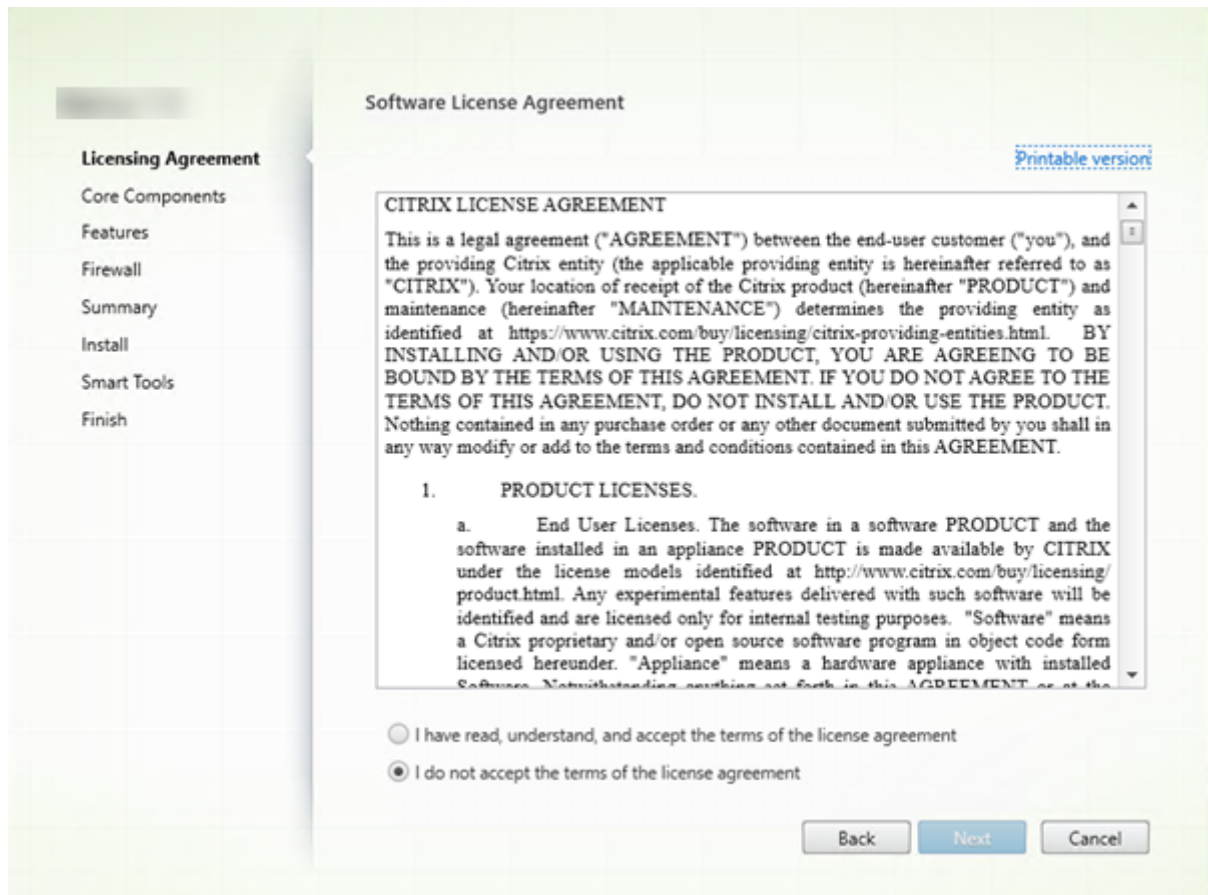 Software License Agreement
Licensing Agreement
Core Components
Features
Firewall
Summary
Install
Smart Tools
Finish
Printable version
CITRIX LICENSE AGREEMENT
This is a legal agreement ("AGREEMENT") between the end-user customer ("you"), and
the providing Citrix entity (the applicable providing entity is hereinafter referred to as
"CITRIX"). Your location of receipt of the Citrix product (hereinafter "PRODUCT") and
maintenance (hereinafter "MAINTENANCE") determines the providing entity as
identified at https://www.citrix.com/buy/licensing/citrix-providing-entities.html. BY
INSTALLING AND/OR USING THE PRODUCT, YOU ARE AGREEING TO BE
BOUND BY THE TERMS OF THIS AGREEMENT. IF YOU DO NOT AGREE TO THE
TERMS OF THIS AGREEMENT, DO NOT INSTALL AND/OR USE THE PRODUCT.
Nothing contained in any purchase order or any other document submitted by you shall in
any way modify or add to the terms and conditions contained in this AGREEMENT.
1. PRODUCT LICENSES.
a. End User Licenses. The software in a software PRODUCT and the
software installed in an appliance PRODUCT is made available by CITRIX
under the license models identified at http://www.citrix.com/buy/licensing/
product.html. Any experimental features delivered with such software will be
identified and are licensed only for internal testing purposes. "Software" means
a Citrix proprietary and/or open source software program in object code form
licensed hereunder. "Appliance" means a hardware appliance with installed
Software. Notwithstanding anything set forth in this AGREEMENT or at the
I have read, understand, and accept the terms of the license agreement
I do not accept the terms of the license agreement
Back
Next
Cancel